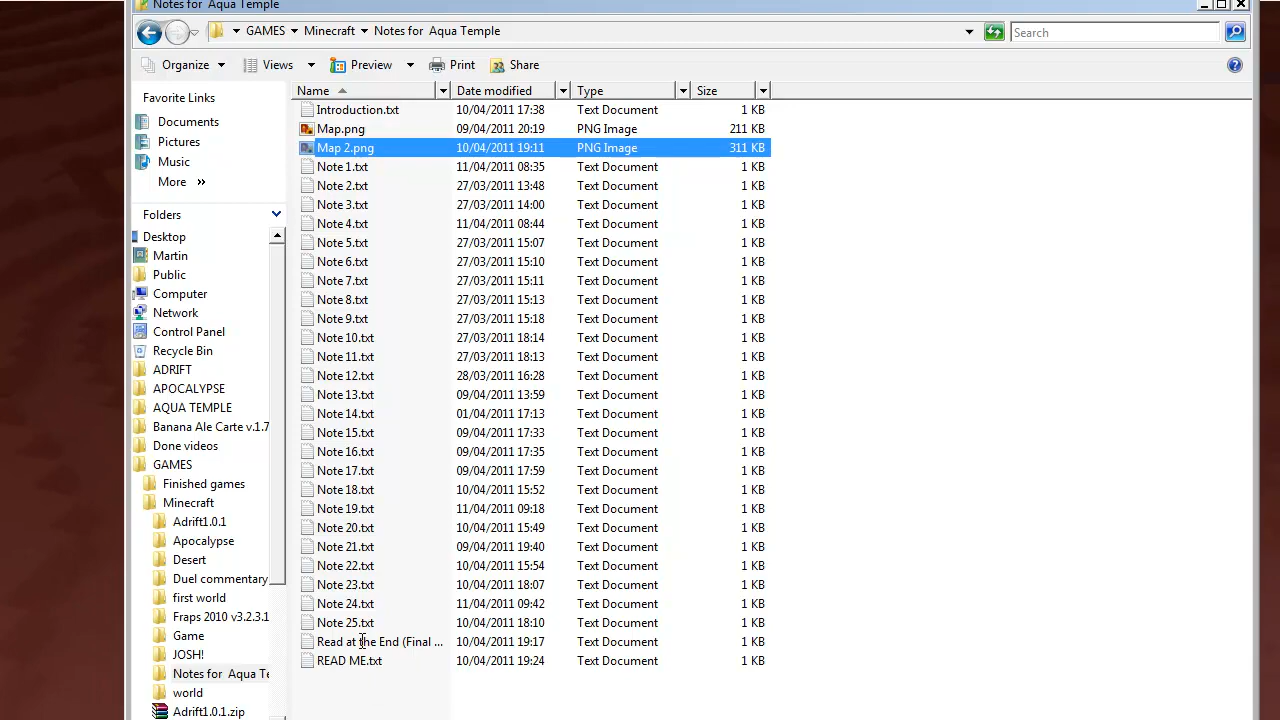 Notes for Aqua Temple
GAMES Minecraft Notes for Aqua Temple Search
Organize Views Preview Print Share
Favorite Links
Documents
Pictures
Music
More »
Folders
Desktop
Martin
Public
Computer
Network
Control Panel
Recycle Bin
ADRIFT
APOCALYPSE
AQUA TEMPLE
Banana Ale Carte v.1.7
Done videos
GAMES
Finished games
Minecraft
Adrift1.0.1
Apocalypse
Desert
Duel commentary
first world
Fraps 2010 v3.2.3.1
Game
JOSH!
Notes for Aqua Te
world
Adrift1.0.1.zip
Name Date modified Type Size
Introduction.txt 10/04/2011 17:38 Text Document 1 KB
Map.png 09/04/2011 20:19 PNG Image 211 KB
Map 2.png 10/04/2011 19:11 PNG Image 311 KB
Note 1.txt 11/04/2011 08:35 Text Document 1 KB
Note 2.txt 27/03/2011 13:48 Text Document 1 KB
Note 3.txt 27/03/2011 14:00 Text Document 1 KB
Note 4.txt 11/04/2011 08:44 Text Document 1 KB
Note 5.txt 27/03/2011 15:07 Text Document 1 KB
Note 6.txt 27/03/2011 15:10 Text Document 1 KB
Note 7.txt 27/03/2011 15:11 Text Document 1 KB
Note 8.txt 27/03/2011 15:13 Text Document 1 KB
Note 9.txt 27/03/2011 15:18 Text Document 1 KB
Note 10.txt 27/03/2011 18:14 Text Document 1 KB
Note 11.txt 27/03/2011 18:13 Text Document 1 KB
Note 12.txt 28/03/2011 16:28 Text Document 1 KB
Note 13.txt 09/04/2011 13:59 Text Document 1 KB
Note 14.txt 01/04/2011 17:13 Text Document 1 KB
Note 15.txt 09/04/2011 17:33 Text Document 1 KB
Note 16.txt 09/04/2011 17:35 Text Document 1 KB
Note 17.txt 09/04/2011 17:59 Text Document 1 KB
Note 18.txt 10/04/2011 15:52 Text Document 1 KB
Note 19.txt 11/04/2011 09:18 Text Document 1 KB
Note 20.txt 10/04/2011 15:49 Text Document 1 KB
Note 21.txt 09/04/2011 19:40 Text Document 1 KB
Note 22.txt 10/04/2011 15:54 Text Document 1 KB
Note 23.txt 10/04/2011 18:07 Text Document 1 KB
Note 24.txt 11/04/2011 09:42 Text Document 1 KB
Note 25.txt 10/04/2011 18:10 Text Document 1 KB
Read at the End (Final ... 10/04/2011 19:17 Text Document 1 KB
READ ME.txt 10/04/2011 19:24 Text Document 1 KB